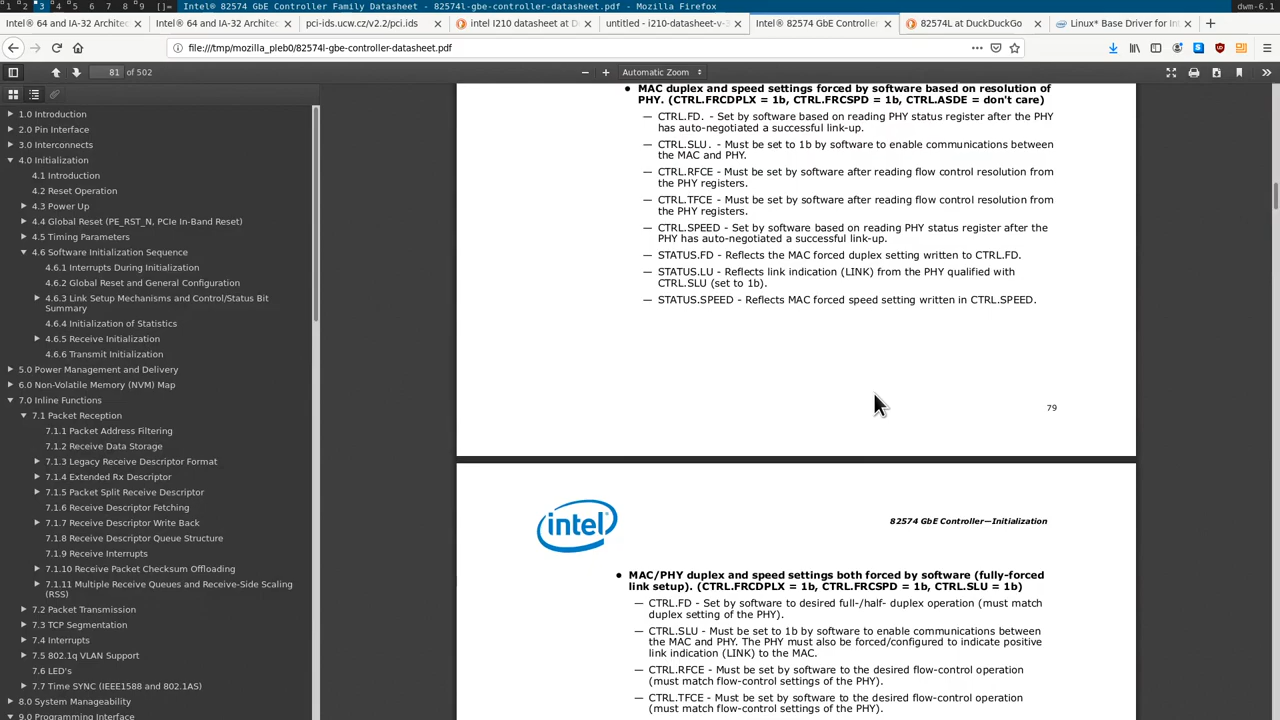 1 2 3 4 5 6 7 8 9 []= Intel® 82574 GbE Controller Family Datasheet - 82574l-gbe-controller-datasheet.pdf - Mozilla Firefox dwm-6.1
Intel® 64 and IA-32 Architec × Intel® 64 and IA-32 Architec × pci-ids.ucw.cz/v2.2/pci.ids × intel I210 datasheet at D × untitled - i210-datasheet-v-3 × Intel® 82574 GbE Controlle × 82574L at DuckDuckGo × Linux* Base Driver for Int ×
file:///tmp/mozilla_pleb0/82574l-gbe-controller-datasheet.pdf
81 of 502 Automatic Zoom
1.0 Introduction
2.0 Pin Interface
3.0 Interconnects
4.0 Initialization
4.1 Introduction
4.2 Reset Operation
4.3 Power Up
4.4 Global Reset (PE_RST_N, PCIe In-Band Reset)
4.5 Timing Parameters
4.6 Software Initialization Sequence
4.6.1 Interrupts During Initialization
4.6.2 Global Reset and General Configuration
4.6.3 Link Setup Mechanisms and Control/Status Bit
Summary
4.6.4 Initialization of Statistics
4.6.5 Receive Initialization
4.6.6 Transmit Initialization
5.0 Power Management and Delivery
6.0 Non-Volatile Memory (NVM) Map
7.0 Inline Functions
7.1 Packet Reception
7.1.1 Packet Address Filtering
7.1.2 Receive Data Storage
7.1.3 Legacy Receive Descriptor Format
7.1.4 Extended Rx Descriptor
7.1.5 Packet Split Receive Descriptor
7.1.6 Receive Descriptor Fetching
7.1.7 Receive Descriptor Write Back
7.1.8 Receive Descriptor Queue Structure
7.1.9 Receive Interrupts
7.1.10 Receive Packet Checksum Offloading
7.1.11 Multiple Receive Queues and Receive-Side Scaling
(RSS)
7.2 Packet Transmission
7.3 TCP Segmentation
7.4 Interrupts
7.5 802.1q VLAN Support
7.6 LED's
7.7 Time SYNC (IEEE1588 and 802.1AS)
8.0 System Manageability
9.0 Programming Interface
• MAC duplex and speed settings forced by software based on resolution of
PHY. (CTRL.FRCDPLX = 1b, CTRL.FRCSPD = 1b, CTRL.ASDE = don't care)
— CTRL.FD. - Set by software based on reading PHY status register after the PHY
has auto-negotiated a successful link-up.
— CTRL.SLU. - Must be set to 1b by software to enable communications between
the MAC and PHY.
— CTRL.RFCE - Must be set by software after reading flow control resolution from
the PHY registers.
— CTRL.TFCE - Must be set by software after reading flow control resolution from
the PHY registers.
— CTRL.SPEED - Set by software based on reading PHY status register after the
PHY has auto-negotiated a successful link-up.
— STATUS.FD - Reflects the MAC forced duplex setting written to CTRL.FD.
— STATUS.LU - Reflects link indication (LINK) from the PHY qualified with
CTRL.SLU (set to 1b).
— STATUS.SPEED - Reflects MAC forced speed setting written in CTRL.SPEED.
79
intel®
82574 GbE Controller—Initialization
• MAC/PHY duplex and speed settings both forced by software (fully-forced
link setup). (CTRL.FRCDPLX = 1b, CTRL.FRCSPD = 1b, CTRL.SLU = 1b)
— CTRL.FD - Set by software to desired full-/half- duplex operation (must match
duplex setting of the PHY).
— CTRL.SLU - Must be set to 1b by software to enable communications between
the MAC and PHY. The PHY must also be forced/configured to indicate positive
link indication (LINK) to the MAC.
— CTRL.RFCE - Must be set by software to the desired flow-control operation
(must match flow-control settings of the PHY).
— CTRL.TFCE - Must be set by software to the desired flow-control operation
(must match flow-control settings of the PHY).